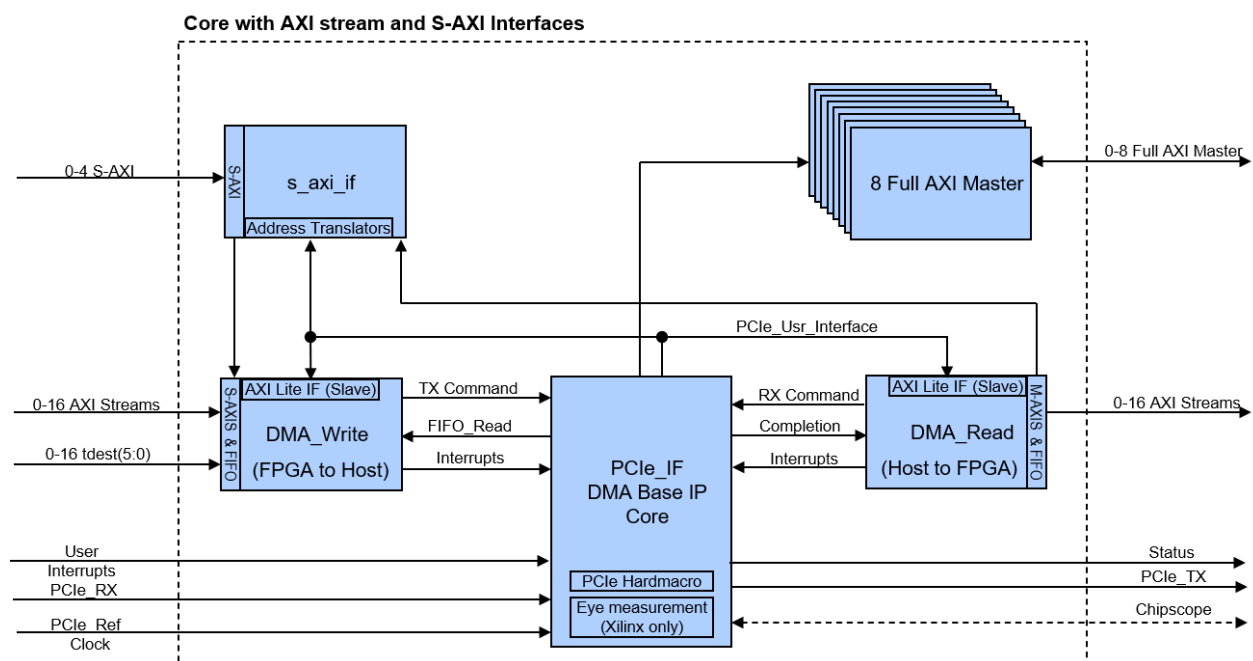 Core with AXI stream and S-AXI Interfaces
0-4 S-AXI
S-AXI
s_axi_if
Address Translators
8 Full AXI Master
0-8 Full AXI Master
PCIe_Usr_Interface
0-16 AXI Streams
0-16 tdest(5:0)
S-AXIS & FIFO
AXI Lite IF (Slave)
DMA_Write
(FPGA to Host)
TX Command
FIFO_Read
Interrupts
PCIe_IF
DMA Base IP
Core
PCIe Hardmacro
Eye measurement
(Xilinx only)
RX Command
Completion
Interrupts
AXI Lite IF (Slave)
DMA_Read
(Host to FPGA)
M-AXIS & FIFO
0-16 AXI Streams
User
Interrupts
PCIe_RX
PCIe_Ref
Clock
Status
PCIe_TX
Chipscope